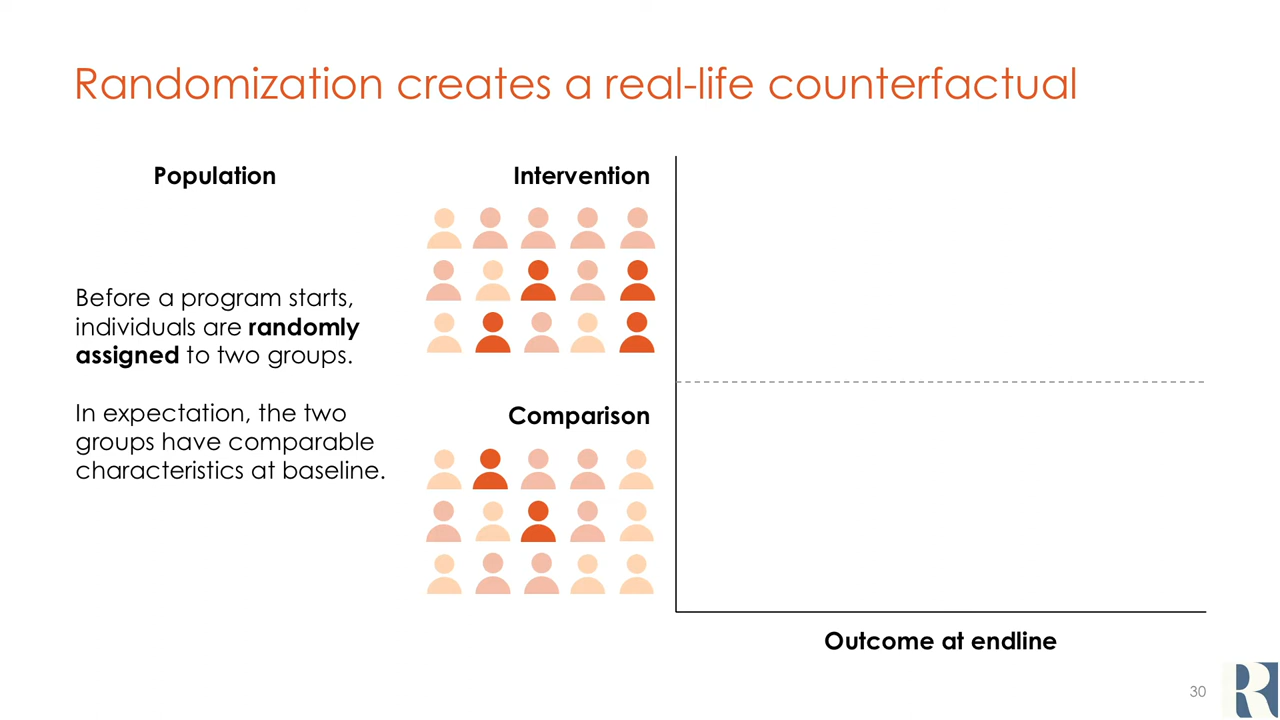 Randomization creates a real-life counterfactual
Population
Before a program starts,
individuals are randomly
assigned to two groups.
In expectation, the two
groups have comparable
characteristics at baseline.
Intervention
Comparison
Outcome at endline
30
R